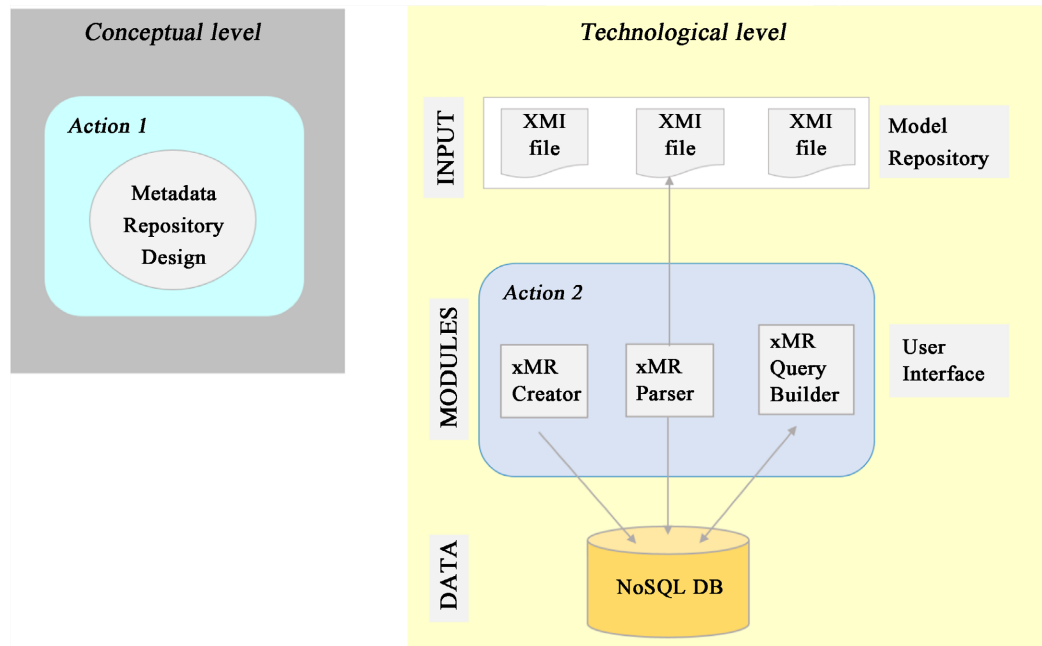 Conceptual level
Action 1
Metadata
Repository
Design
Technological level
INPUT
XMI
file
XMI
file
XMI
file
Model
Repository
MODULES
Action 2
xMR
Creator
xMR
Parser
xMR
Query
Builder
User
Interface
DATA
NoSQL DB